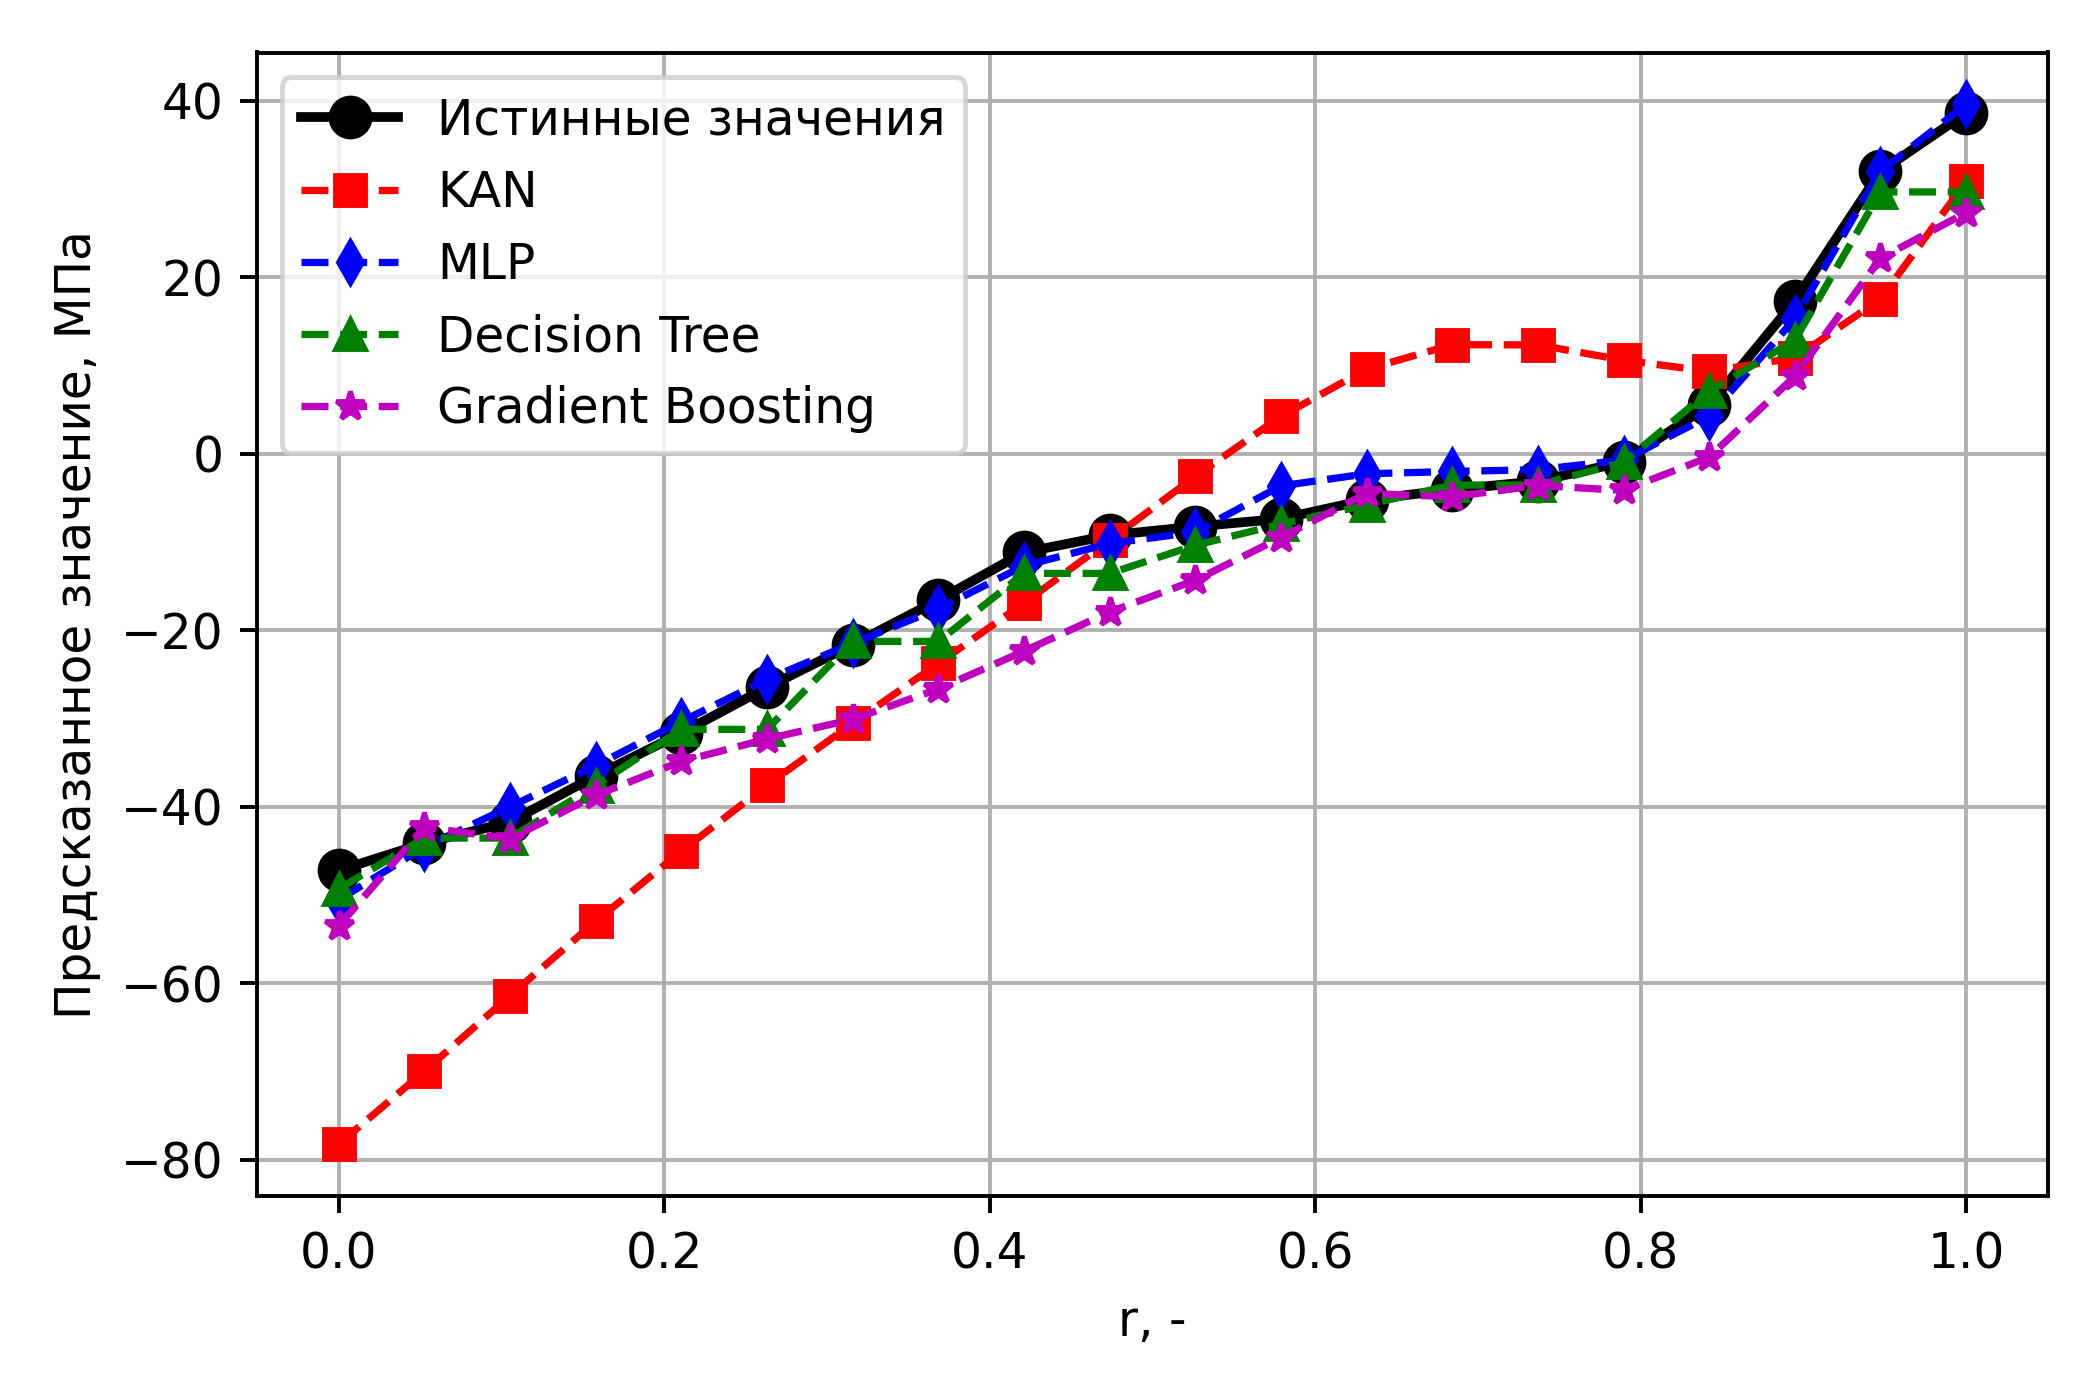 Предсказанное значение, МПа
40
20
0
−20
−40
−60
−80
Истинные значения
KAN
MLP
Decision Tree
Gradient Boosting
0.0 0.2 0.4 0.6 0.8 1.0
r, -